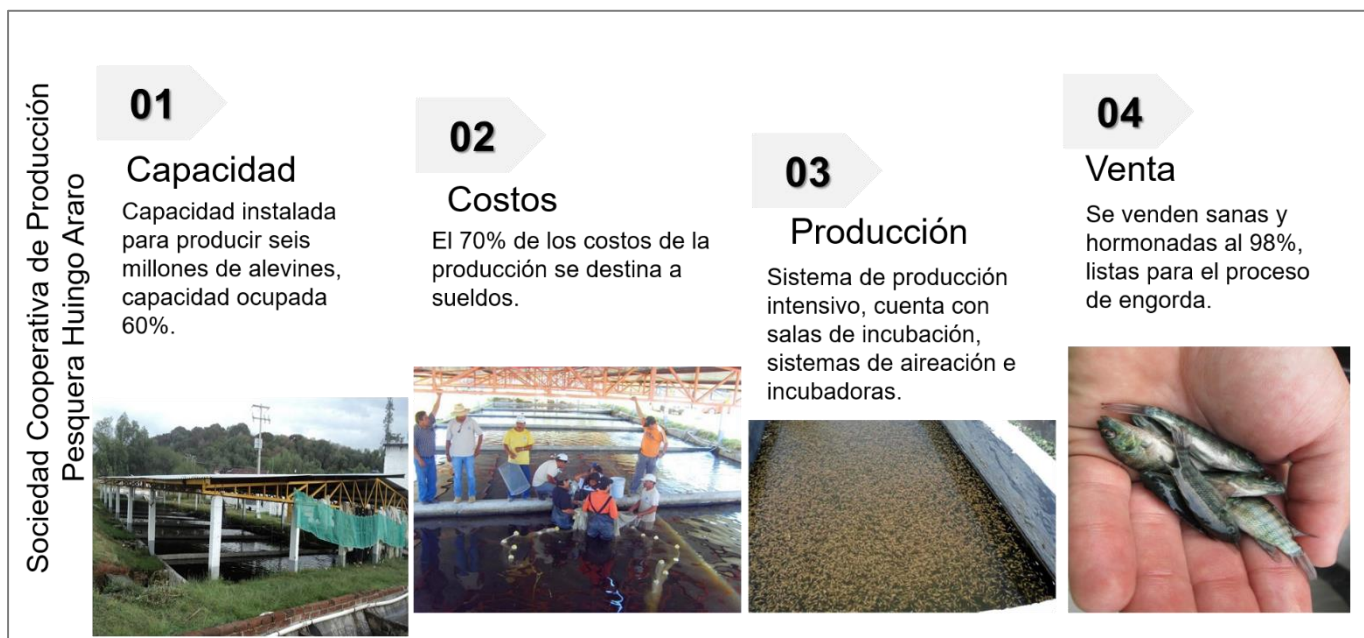 Sociedad Cooperativa de Producción
Pesquera Huingo Araro
01
Capacidad
Capacidad instalada
para producir seis
millones de alevines,
capacidad ocupada
60%.
02
Costos
El 70% de los costos de la
producción se destina a
sueldos.
03
Producción
Sistema de producción
intensivo, cuenta con
salas de incubación,
sistemas de aireación e
incubadoras.
04
Venta
Se venden sanas y
hormonadas al 98%,
listas para el proceso
de engorda.